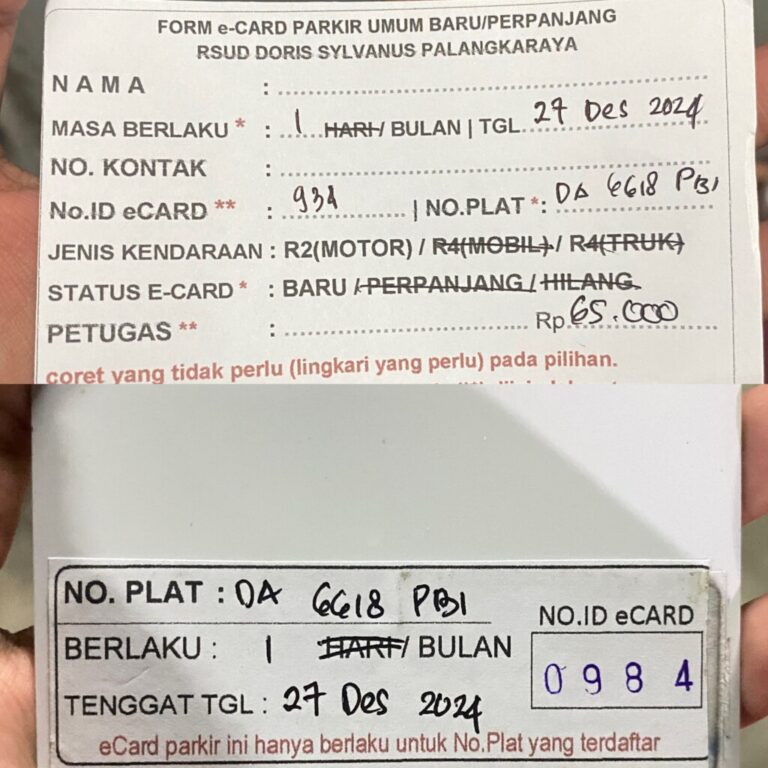 FORM e-CARD PARKIR UMUM BARU/PERPANJANG
RSUD DORIS SYLVANUS PALANGKARAYA
NAMA : 
MASA BERLAKU * : 1 HARI / BULAN | TGL. 27 Des 2024
NO. KONTAK : 
No.ID eCARD ** : | NO.PLAT *: DA 6618 PBI
JENIS KENDARAAN : R2(MOTOR) / R4(MOBIL) / R4(TRUK)
STATUS E-CARD * : BARU / PERPANJANG / HILANG
PETUGAS ** : Rp. 65.000
coret yang tidak perlu (lingkari yang perlu) pada pilihan.
NO. PLAT : DA 6618 PBI
BERLAKU : 1 HARI / BULAN
NO.ID eCARD
0984
TENGGAT TGL : 27 Des 2024
eCard parkir ini hanya berlaku untuk No.Plat yang terdaftar